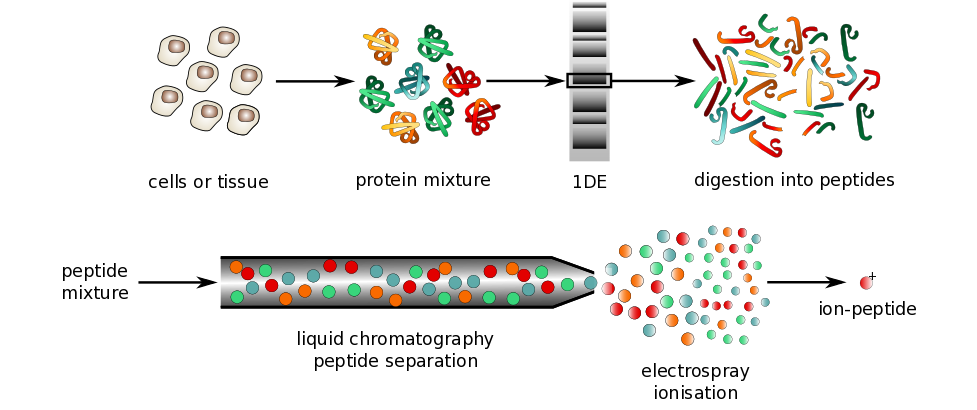 cells or tissue
protein mixture
1DE
digestion into peptides
peptide
mixture
liquid chromatography
peptide separation
electrospray
ionisation
+
ion-peptide